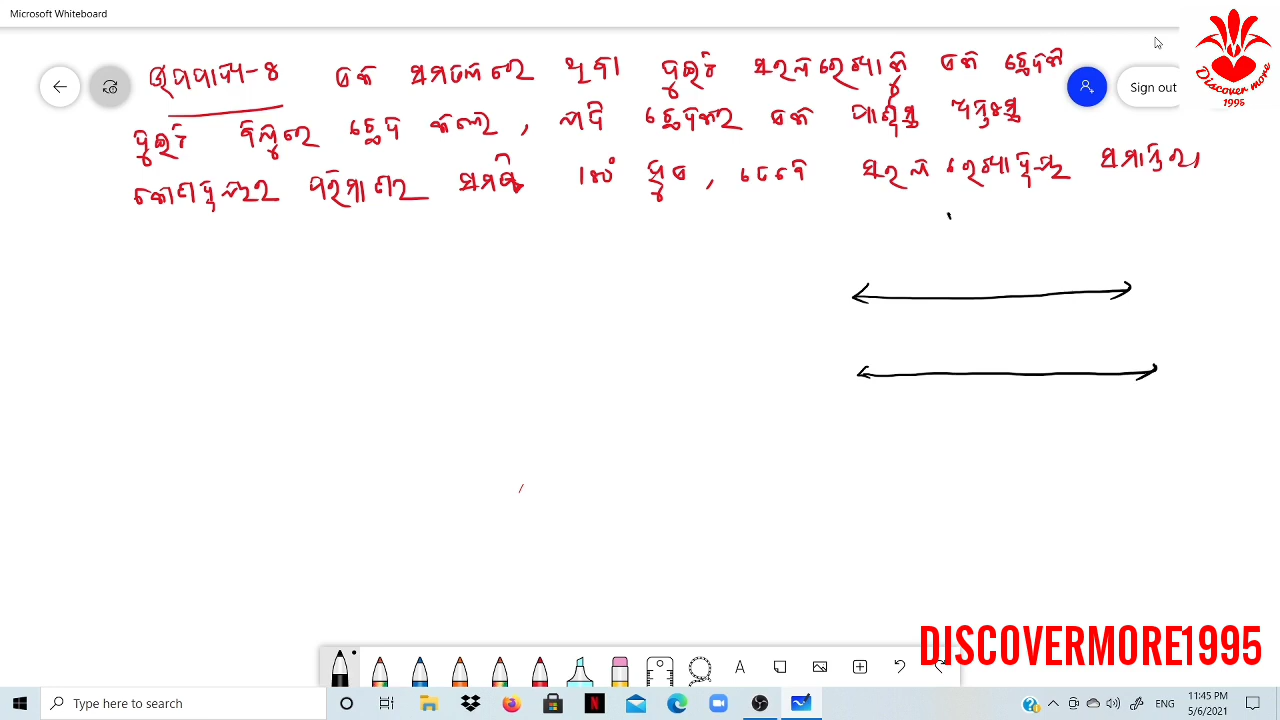 Microsoft Whiteboard
ଉପପାଦ୍ୟ-୪ ଏକ ସମତଳରେ ଥିବା ଦୁଇଟି ସରଳରେଖାକୁ ଏକ ଛେଦକ
ଦୁଇଟି ବିନ୍ଦୁରେ ଛେଦ କଲେ, ଯଦି ଛେଦକର ଏକ ପାର୍ଶ୍ୱସ୍ଥ ଅନ୍ତଃସ୍ଥ
କୋଣଦ୍ୱୟର ପରିମାଣର ସମଷ୍ଟି 180° ହୁଏ, ତେବେ ସରଳରେଖାଦ୍ୱୟ ସମାନ୍ତର।
Sign out
Discover more
1995
DISCOVERMORE1995
Type here to search
ENG
11:45 PM
5/6/2021